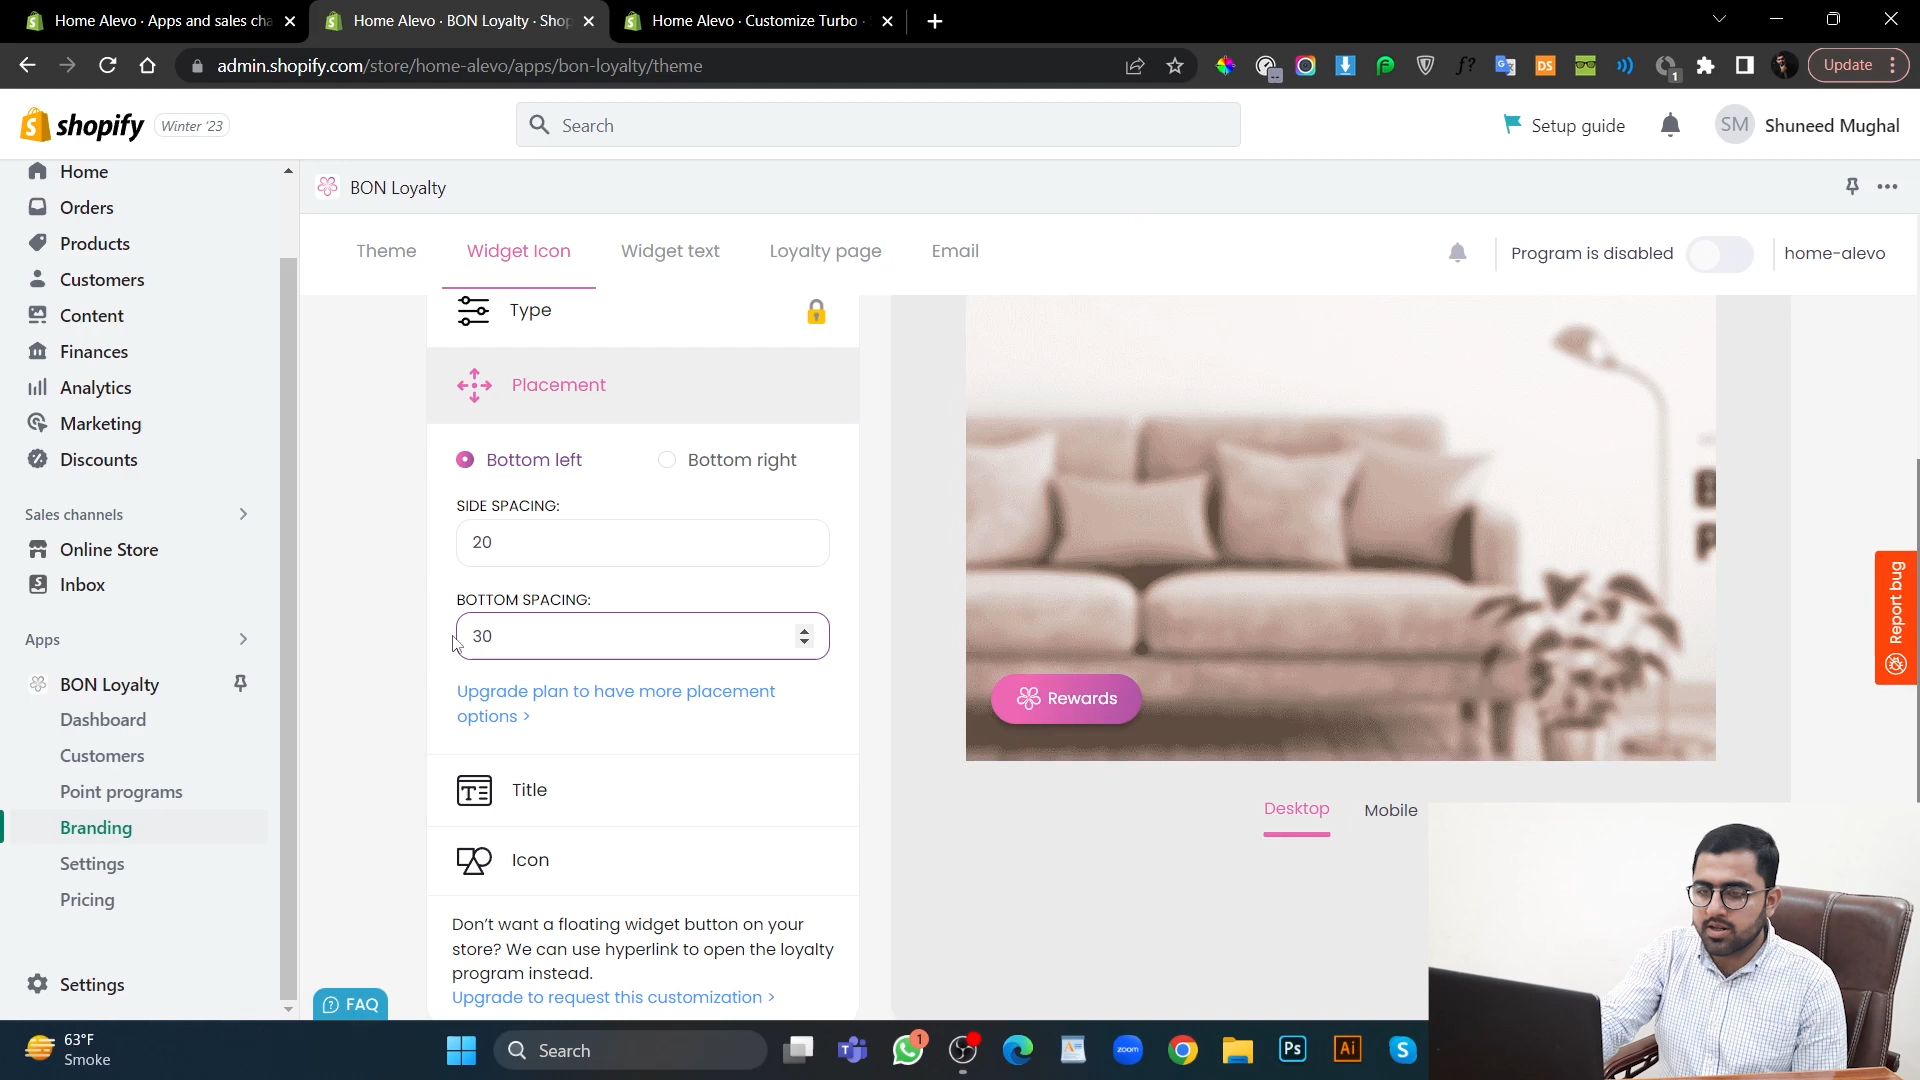 Home Alevo · Apps and sales cha
Home Alevo · BON Loyalty · Shop
Home Alevo · Customize Turbo ·
admin.shopify.com/store/home-alevo/apps/bon-loyalty/theme
Update
shopify
Winter '23
Search
Setup guide
SM
Shuneed Mughal
Home
Orders
Products
Customers
Content
Finances
Analytics
Marketing
Discounts
Sales channels
Online Store
Inbox
Apps
BON Loyalty
Dashboard
Customers
Point programs
Branding
Settings
Pricing
Settings
BON Loyalty
Theme
Widget Icon
Widget text
Loyalty page
Email
Program is disabled
home-alevo
Type
Placement
Bottom left
Bottom right
SIDE SPACING:
20
BOTTOM SPACING:
30
Upgrade plan to have more placement
options >
Title
Icon
Don't want a floating widget button on your
store? We can use hyperlink to open the loyalty
program instead.
Upgrade to request this customization >
FAQ
Rewards
Desktop
Mobile
Report bug
63°F
Smoke
Search
1
zoom
Ps
Ai